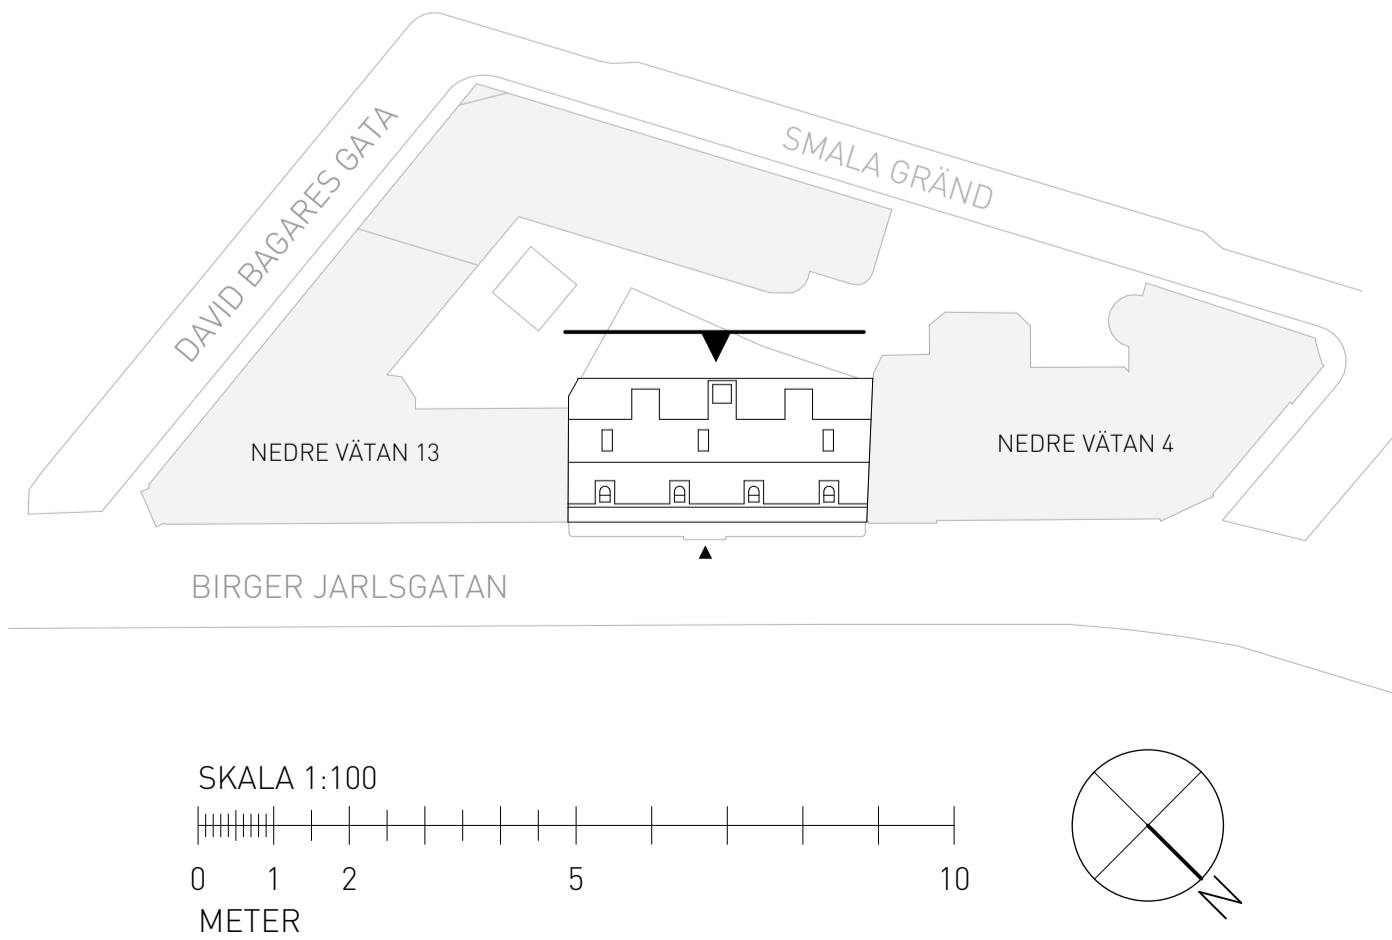 DAVID BAGARES GATA
SMALA GRÄND
NEDRE VÄTAN 13
NEDRE VÄTAN 4
BIRGER JARLSGATAN
SKALA 1:100
0 1 2 5 10
METER
N